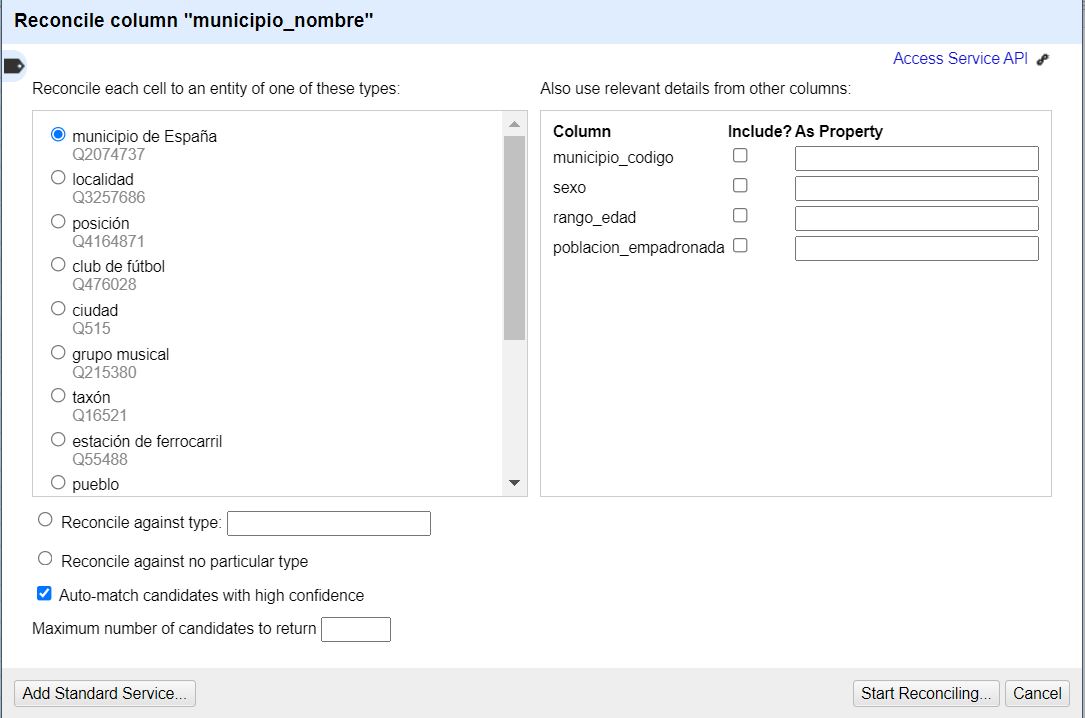 Reconcile column "municipio_nombre"
Access Service API
Reconcile each cell to an entity of one of these types:
municipio de España
Q2074737
localidad
Q3257686
posición
Q4164871
club de fútbol
Q476028
ciudad
Q515
grupo musical
Q215380
taxón
Q16521
estación de ferrocarril
Q55488
pueblo
Also use relevant details from other columns:
Column Include? As Property
municipio_codigo
sexo
rango_edad
poblacion_empadronada
Reconcile against type:
Reconcile against no particular type
Auto-match candidates with high confidence
Maximum number of candidates to return
Add Standard Service... Start Reconciling... Cancel